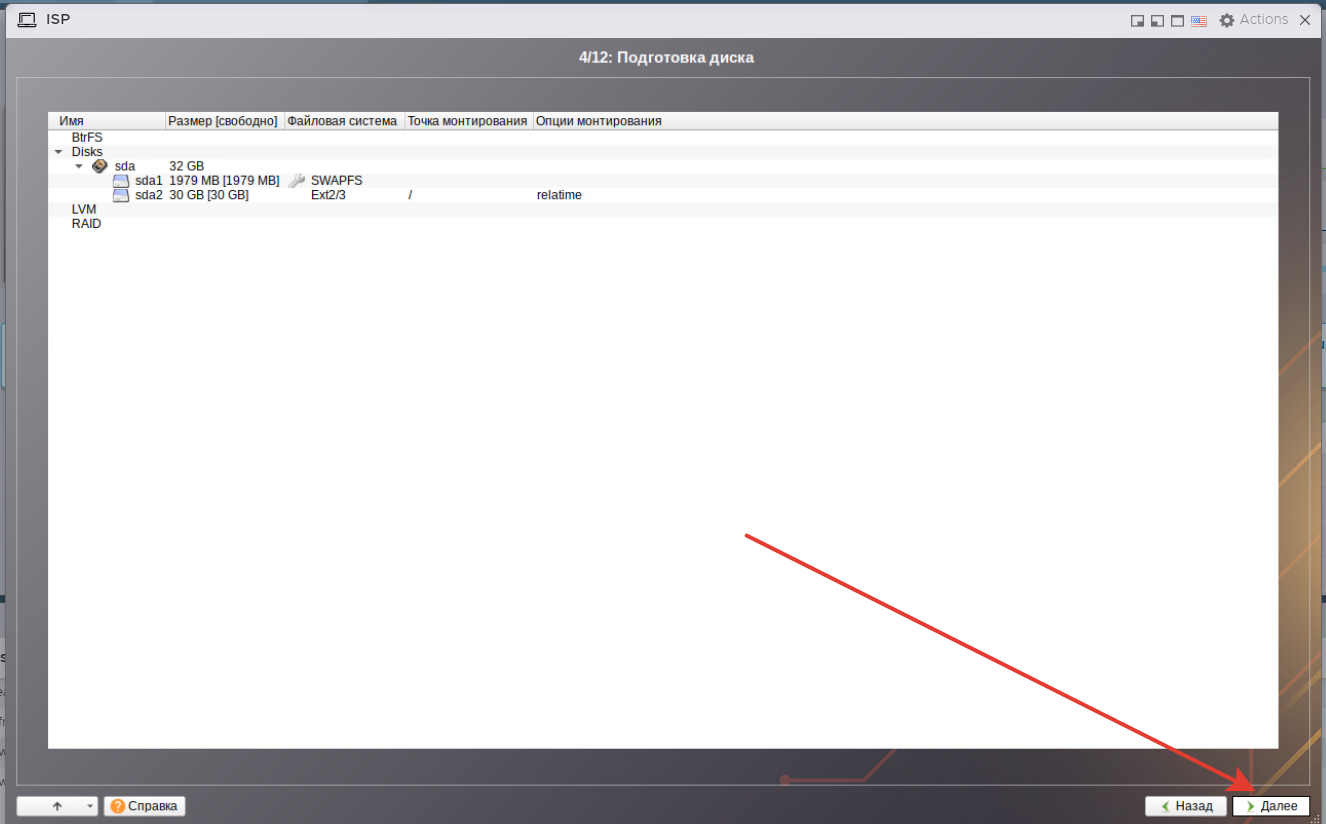 ISP
Actions
4/12: Подготовка диска
Имя Размер [свободно] Файловая система Точка монтирования Опции монтирования
BtrFS
Disks
sda 32 GB
sda1 1979 MB [1979 MB] SWAPFS
sda2 30 GB [30 GB] Ext2/3 / relatime
LVM
RAID
Справка
Назад
Далее